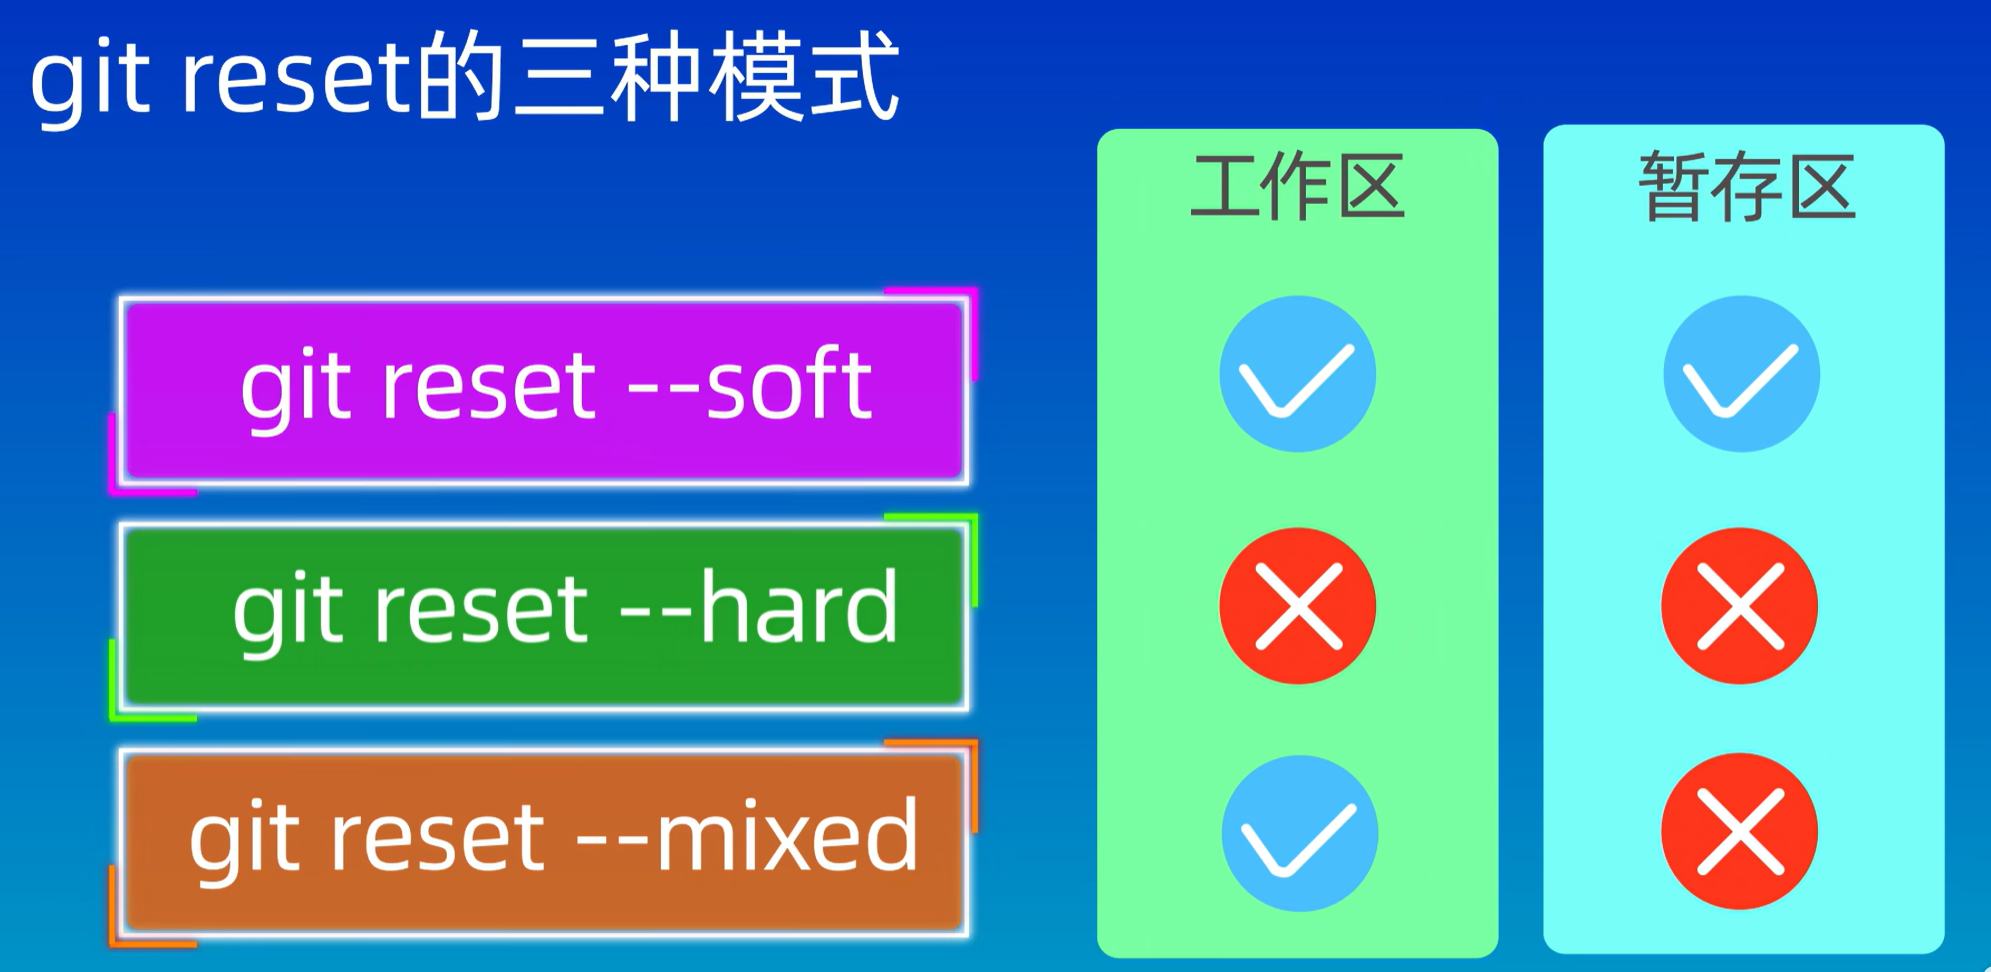 git reset的三种模式
工作区
暂存区
git reset --soft
git reset --hard
git reset --mixed